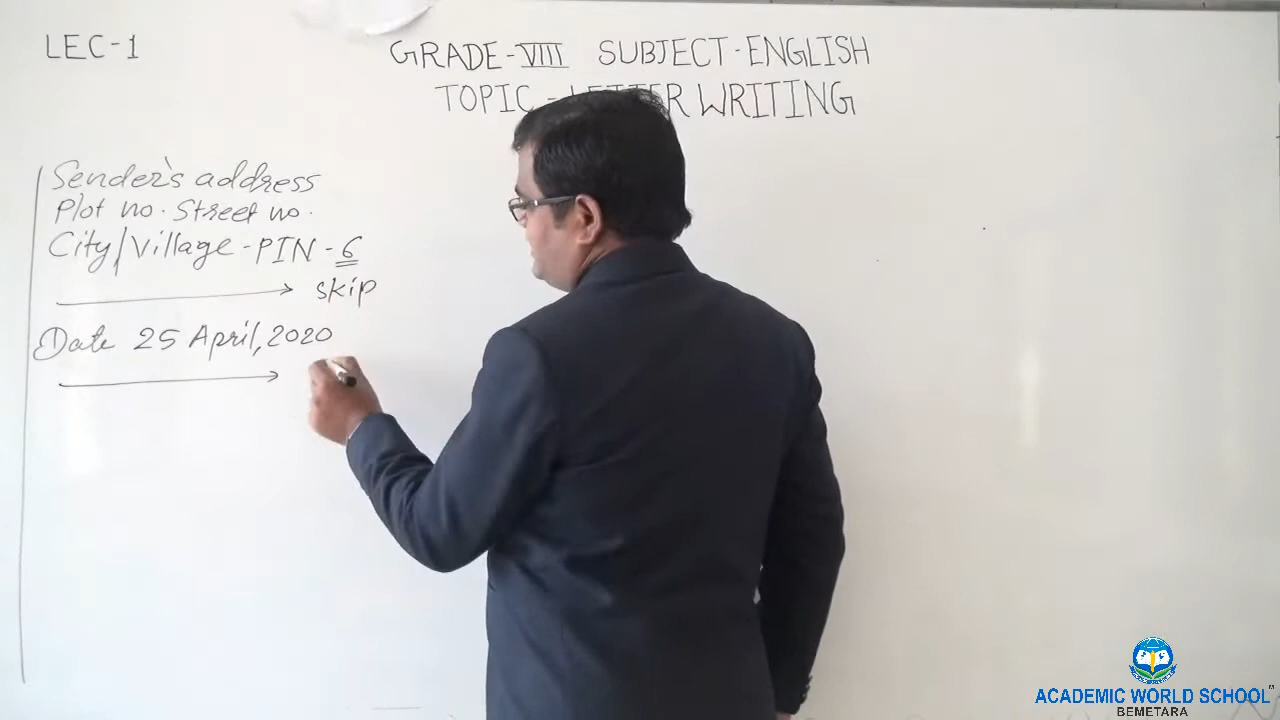 LEC-1
GRADE-VIII SUBJECT-ENGLISH
TOPIC - LETTER WRITING
Sender's address
Plot no. Street no.
City/Village - PIN - 6
skip
Date 25 April, 2020
ACADEMIC WORLD SCHOOL
BEMETARA